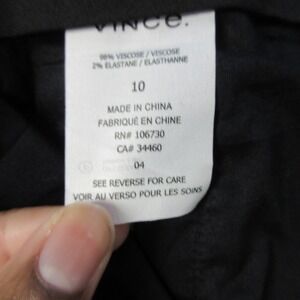 VINCE.
98% VISCOSE / VISCOSE
2% ELASTANE / ELASTHANNE
10
MADE IN CHINA
FABRIQUÉ EN CHINE
RN# 106730
CA# 34460
04
SEE REVERSE FOR CARE
VOIR AU VERSO POUR LES SOINS